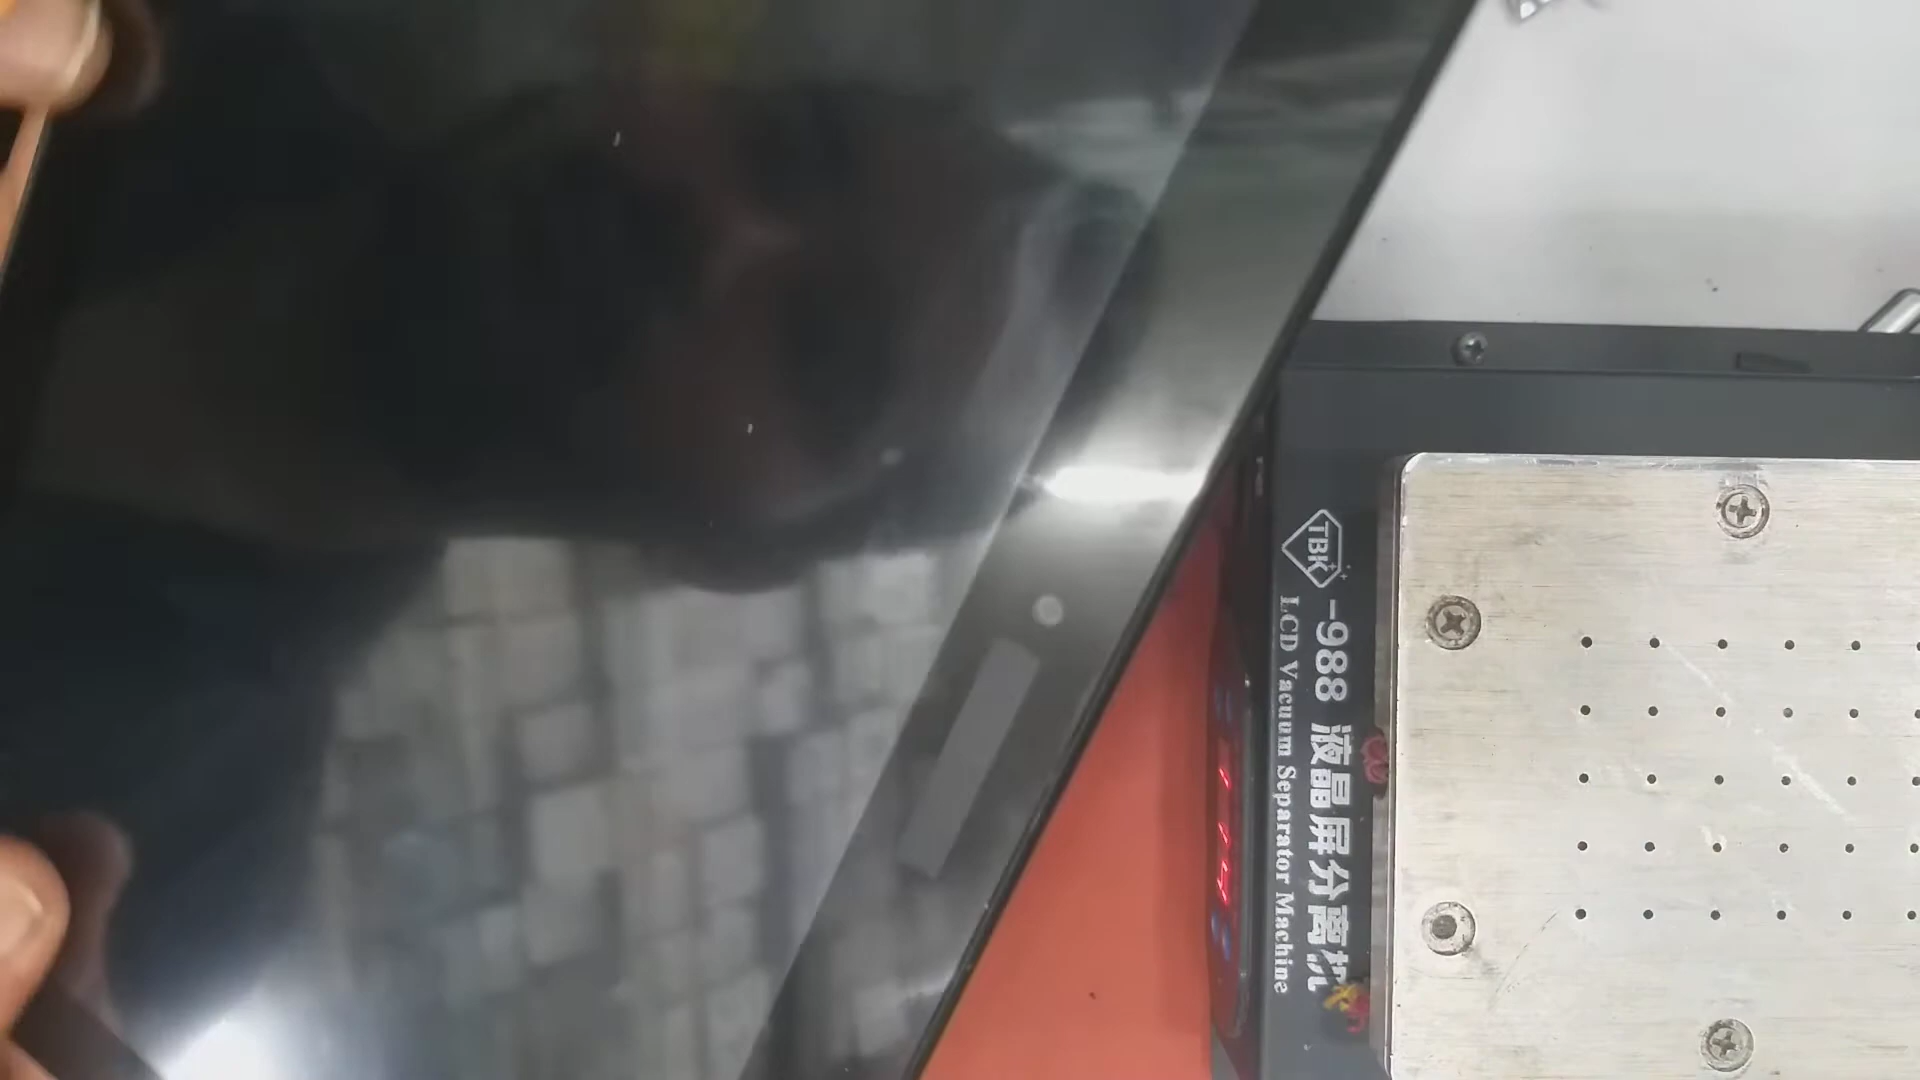 TBK
-988 液晶屏分离机
LCD Vacuum Separator Machine